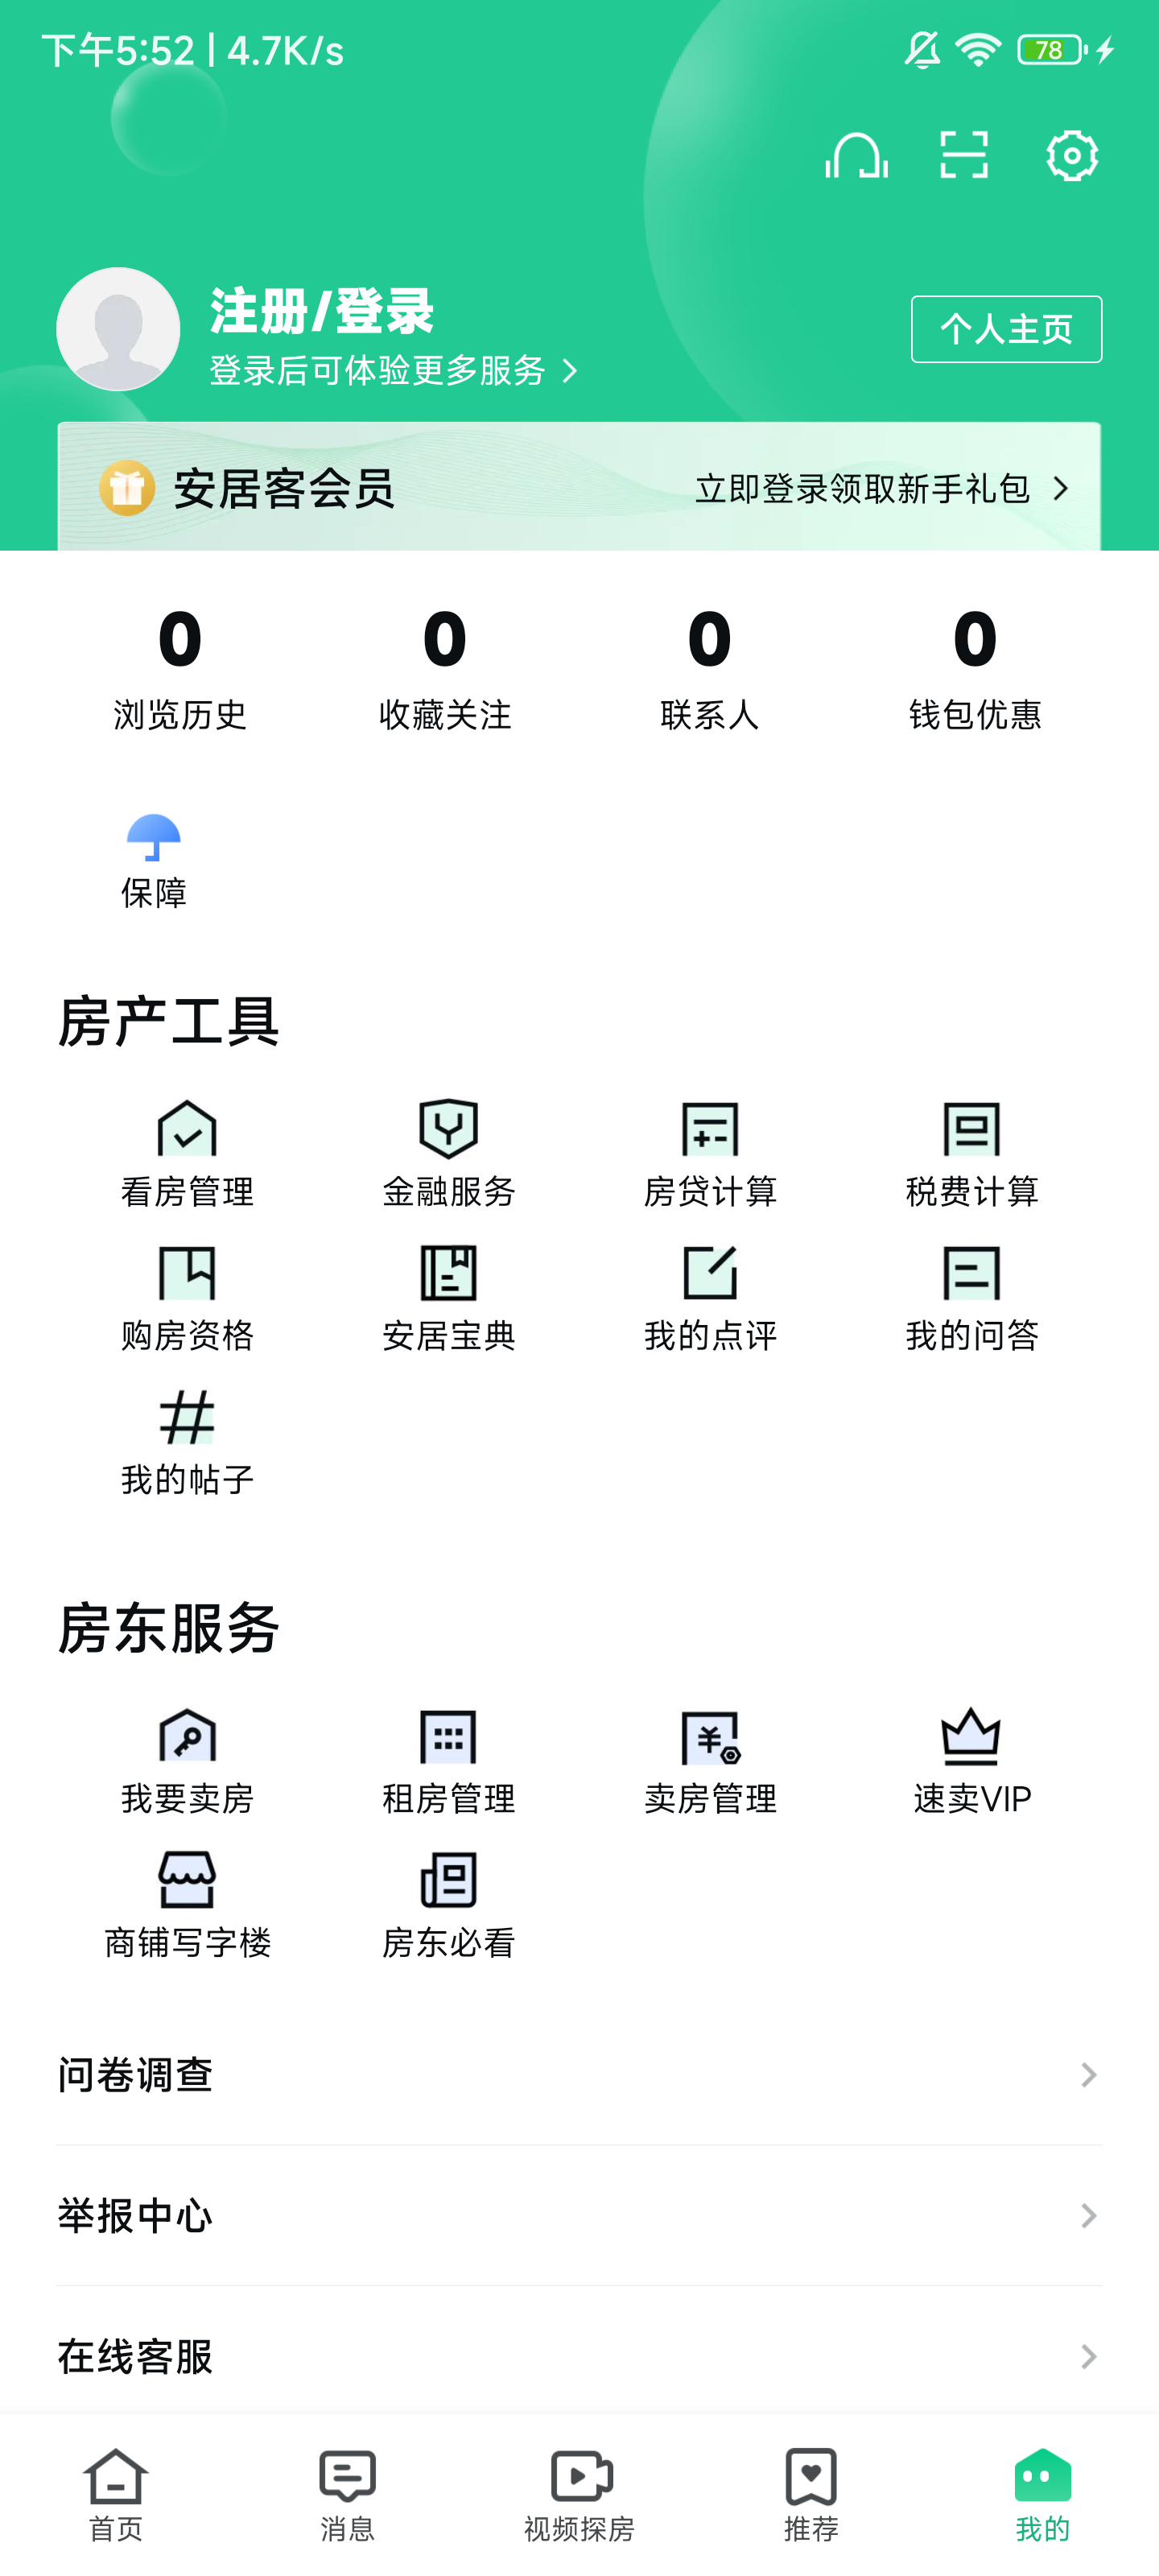 下午5:52 | 4.7K/s
78
注册/登录
登录后可体验更多服务
个人主页
安居客会员
立即登录领取新手礼包
0 0 0 0
浏览历史 收藏关注 联系人 钱包优惠
保障
房产工具
看房管理 金融服务 房贷计算 税费计算
购房资格 安居宝典 我的点评 我的问答
我的帖子
房东服务
我要卖房 租房管理 卖房管理 速卖VIP
商铺写字楼 房东必看
问卷调查
举报中心
在线客服
首页 消息 视频探房 推荐 我的